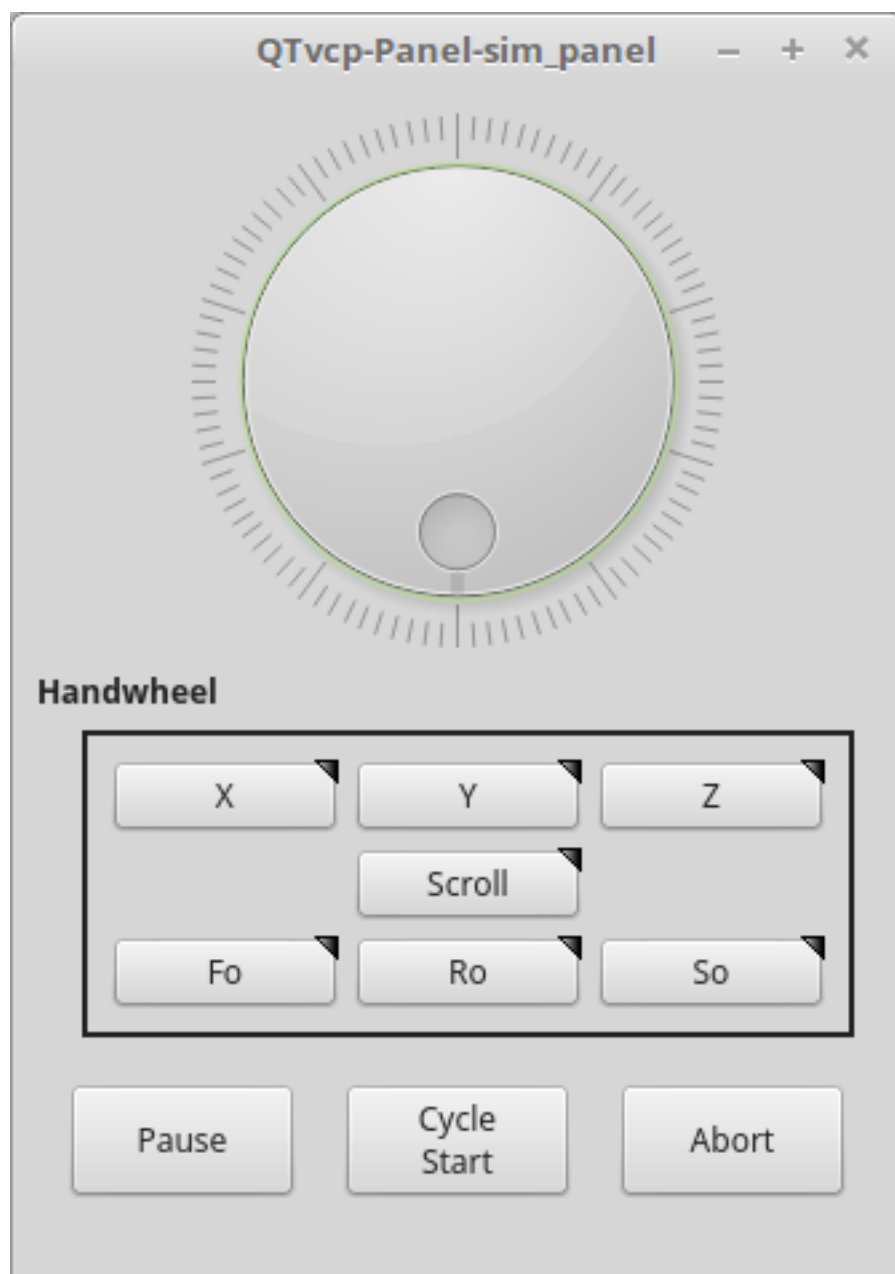 QTvcp-Panel-sim_panel
Handwheel
X Y Z
Scroll
Fo Ro So
Pause
Cycle
Start
Abort